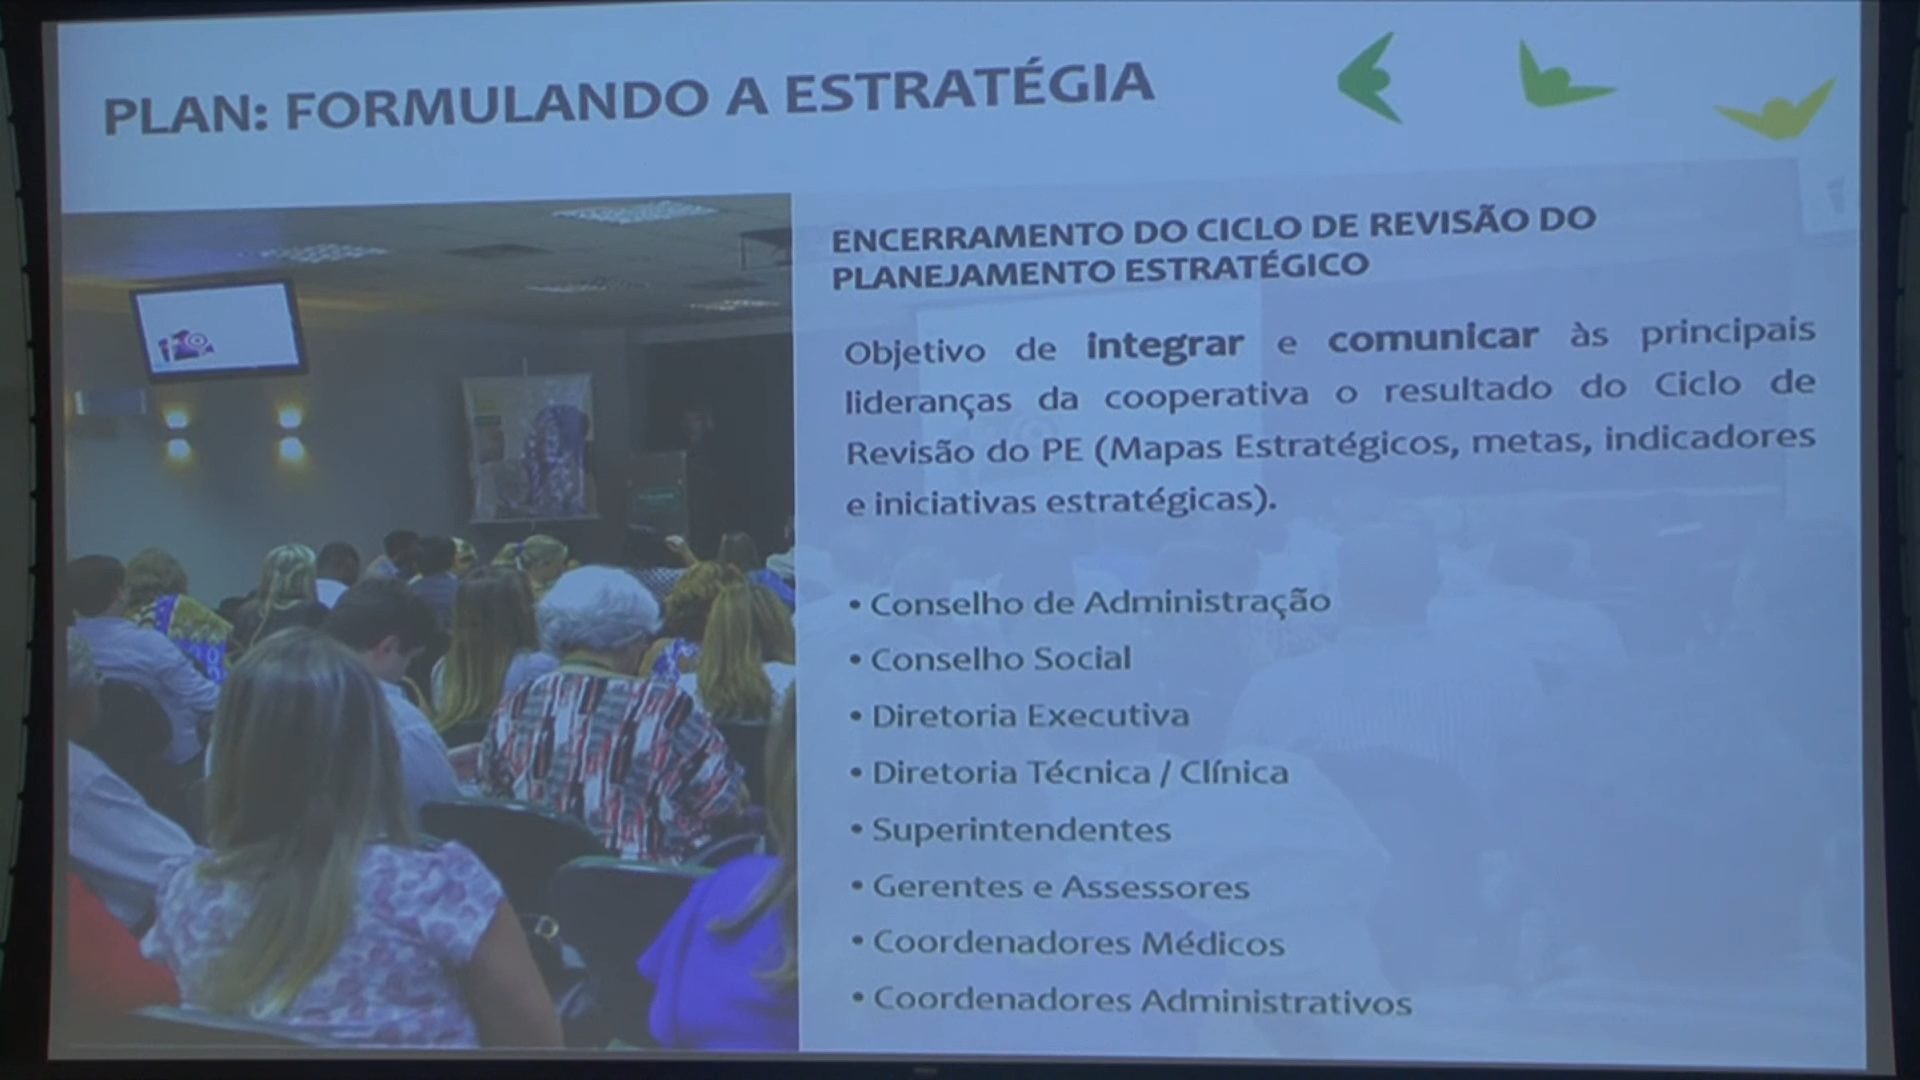 PLAN: FORMULANDO A ESTRATÉGIA
ENCERRAMENTO DO CICLO DE REVISÃO DO
PLANEJAMENTO ESTRATÉGICO
Objetivo de integrar e comunicar às principais
lideranças da cooperativa o resultado do Ciclo de
Revisão do PE (Mapas Estratégicos, metas, indicadores
e iniciativas estratégicas).
• Conselho de Administração
• Conselho Social
• Diretoria Executiva
• Diretoria Técnica / Clínica
• Superintendentes
• Gerentes e Assessores
• Coordenadores Médicos
• Coordenadores Administrativos